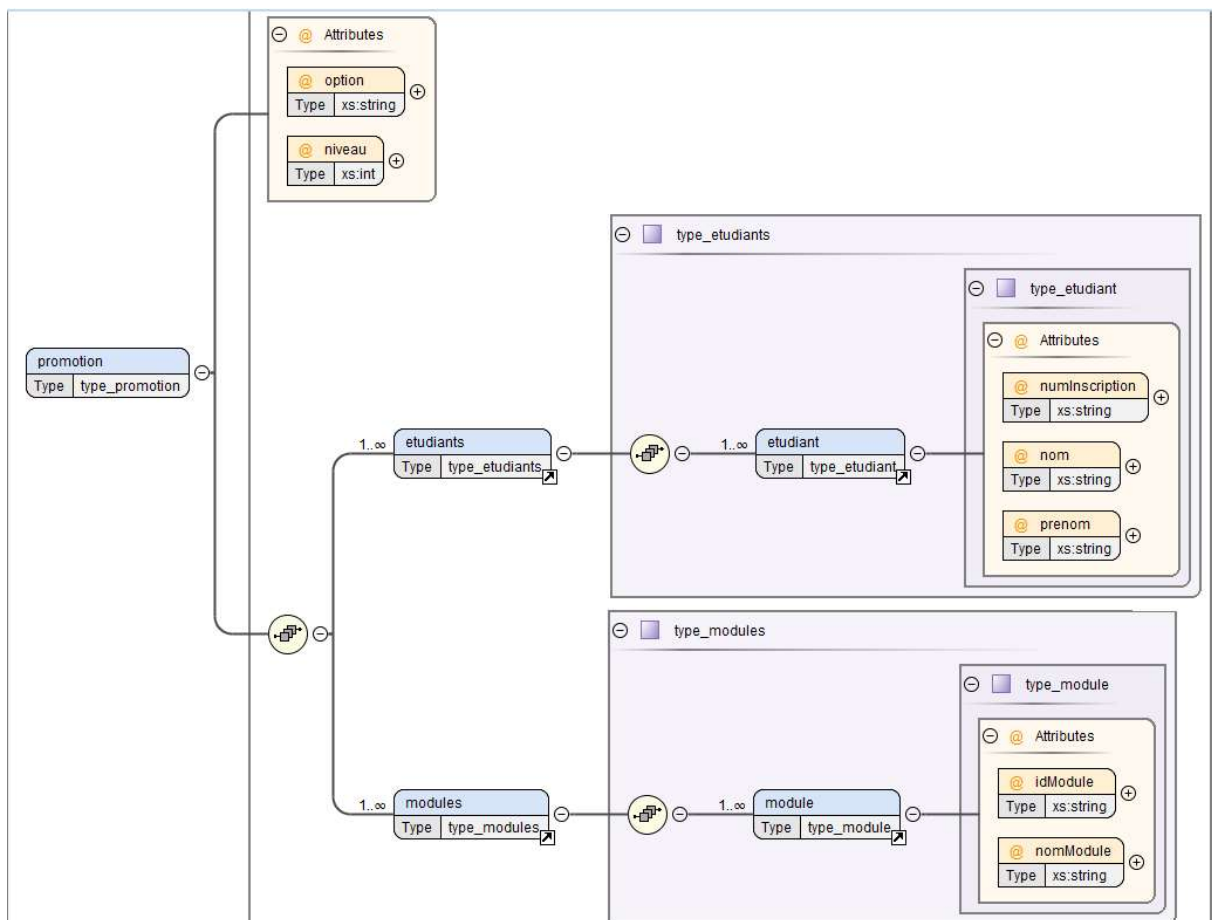 @ Attributes
@ option
Type xs:string
@ niveau
Type xs:int
type_etudiants
type_etudiant
@ Attributes
promotion
Type type_promotion
@ numInscription
Type xs:string
1..∞ etudiants
Type type_etudiants
1..∞ etudiant
Type type_etudiant
@ nom
Type xs:string
@ prenom
Type xs:string
type_modules
type_module
@ Attributes
1..∞ modules
Type type_modules
1..∞ module
Type type_module
@ idModule
Type xs:string
@ nomModule
Type xs:string